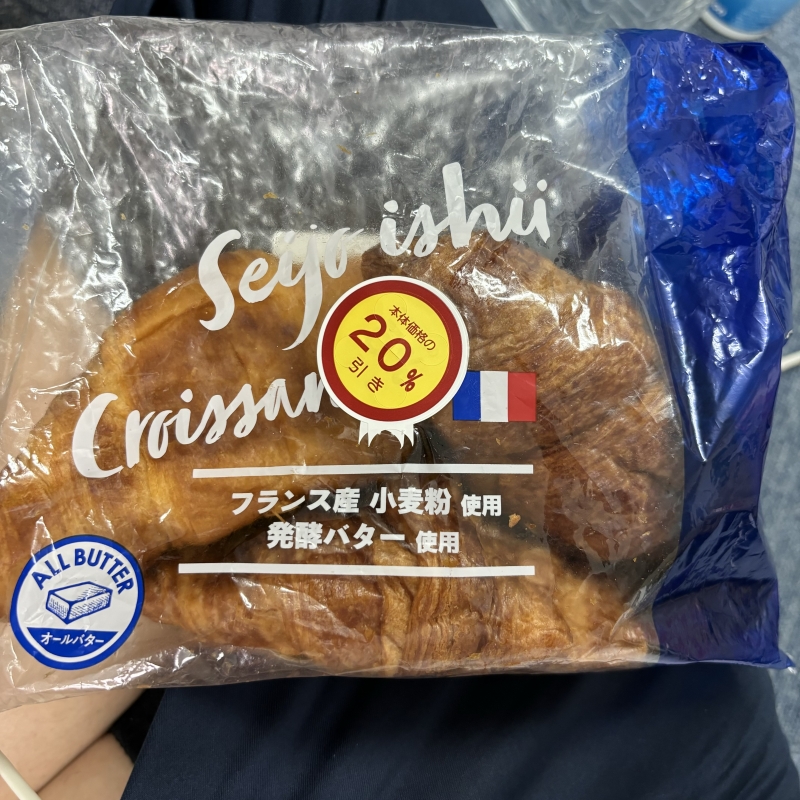 Seijo ishii
本体価格の
20%
引き
Croissan
フランス産 小麦粉 使用
発酵バター 使用
ALL BUTTER
オールバター